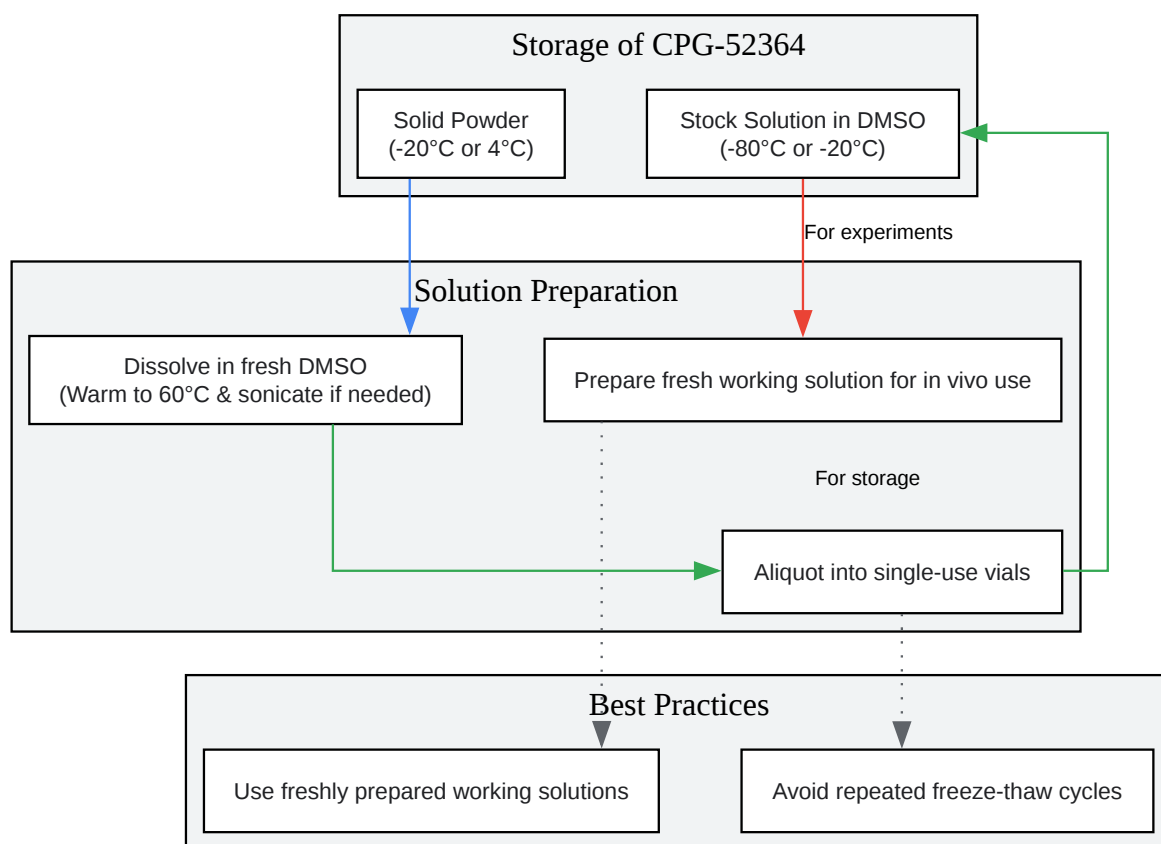 Storage of CPG-52364
Solid Powder
(-20°C or 4°C)
Stock Solution in DMSO
(-80°C or -20°C)
For experiments
Solution Preparation
Dissolve in fresh DMSO
(Warm to 60°C & sonicate if needed)
Prepare fresh working solution for in vivo use
For storage
Aliquot into single-use vials
Best Practices
Use freshly prepared working solutions
Avoid repeated freeze-thaw cycles